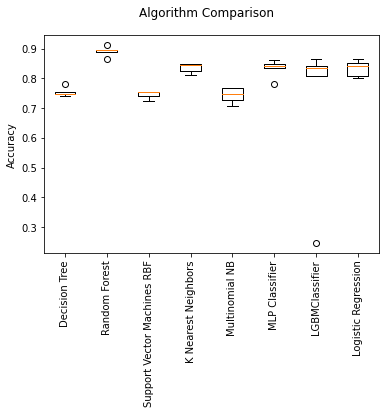 Algorithm Comparison
Accuracy
0.9
0.8
0.7
0.6
0.5
0.4
0.3
Decision Tree
Random Forest
Support Vector Machines RBF
K Nearest Neighbors
Multinomial NB
MLP Classifier
LGBMClassifier
Logistic Regression